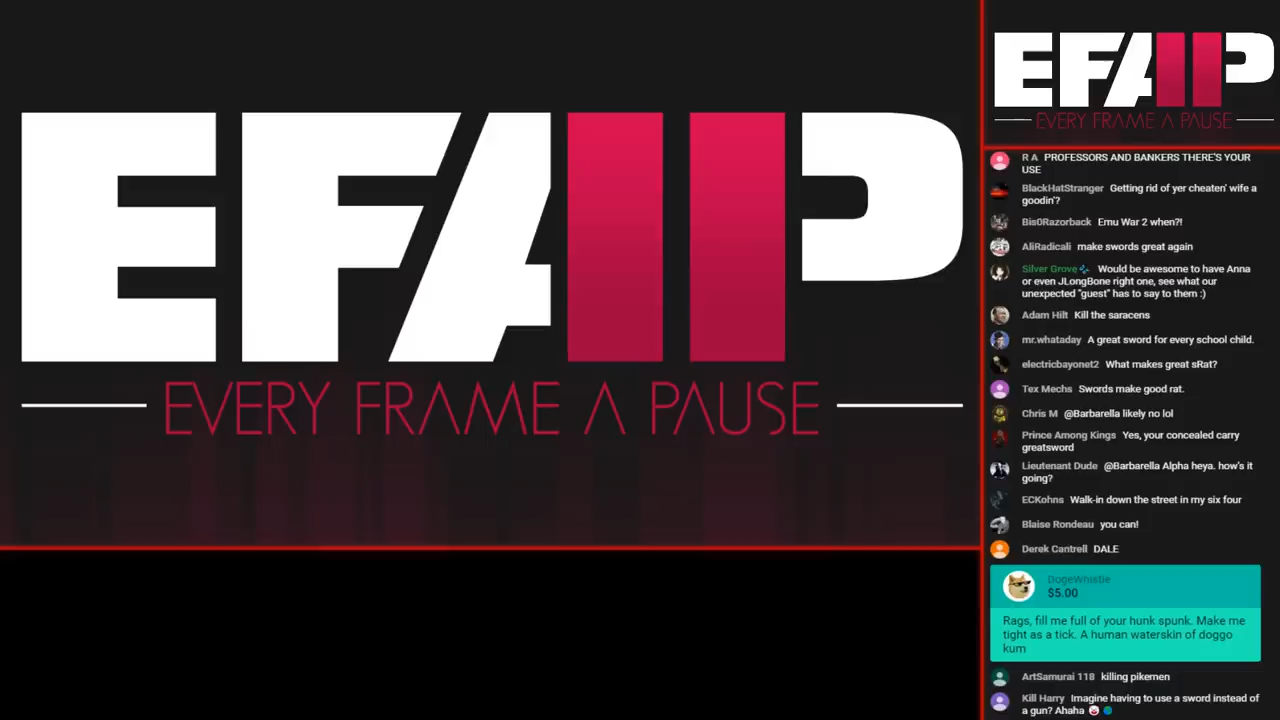 EFAP
EVERY FRAME A PAUSE
EFAP
EVERY FRAME A PAUSE
R A PROFESSORS AND BANKERS THERE'S YOUR
USE
BlackHatStranger Getting rid of yer cheaten' wife a
goodin'?
Bis0Razorback Emu War 2 when?!
AliRadicali make swords great again
Silver Grove Would be awesome to have Anna
or even JLongBone right one, see what our
unexpected "guest" has to say to them :)
Adam Hilt Kill the saracens
mr.whataday A great sword for every school child.
electricbayonet2 What makes great sRat?
Tex Mechs Swords make good rat.
Chris M @Barbarella likely no lol
Prince Among Kings Yes, your concealed carry
greatsword
Lieutenant Dude @Barbarella Alpha heya. how's it
going?
ECKohns Walk-in down the street in my six four
Blaise Rondeau you can!
Derek Cantrell DALE
DogeWhistle
$5.00
Rags, fill me full of your hunk spunk. Make me
tight as a tick. A human waterskin of doggo
kum
ArtSamurai 118 killing pikemen
Kill Harry Imagine having to use a sword instead of
a gun? Ahaha